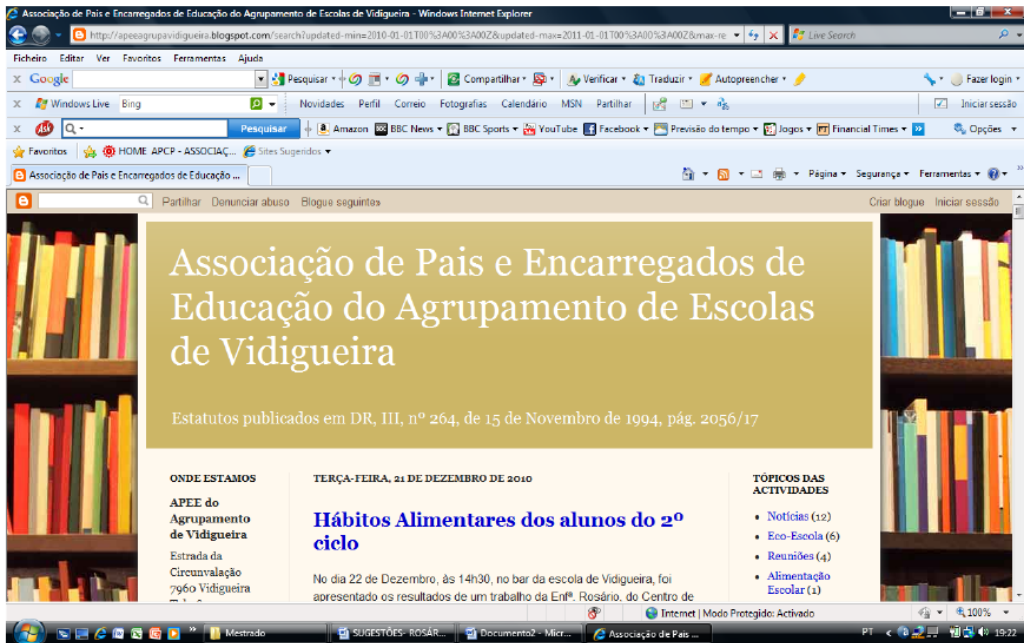 Associação de Pais e Encarregados de Educação do Agrupamento de Escolas de Vidigueira - Windows Internet Explorer
http://apeeagrupavidigueira.blogspot.com/search?updated-min=2010-01-01T00%3A00%3A00Z&updated-max=2011-01-01T00%3A00%3A00Z&max-re
Live Search
Ficheiro Editar Ver Favoritos Ferramentas Ajuda
x Google Pesquisar Compartilhar Verificar Traduzir Autopreencher Fazer login
x Windows Live Bing Novidades Perfil Correio Fotografias Calendário MSN Partilhar Iniciar sessão
x Ask Pesquisar Amazon BBC News BBC Sports YouTube Facebook Previsão do tempo Jogos Financial Times Opções
Favoritos HOME APCP - ASSOCIAÇ... Sites Sugeridos
Associação de Pais e Encarregados de Educação ... Página Segurança Ferramentas
Partilhar Denunciar abuso Blogue seguinte» Criar blogue Iniciar sessão
Associação de Pais e Encarregados de
Educação do Agrupamento de Escolas
de Vidigueira
Estatutos publicados em DR, III, nº 264, de 15 de Novembro de 1994, pág. 2056/17
ONDE ESTAMOS
APEE do
Agrupamento
de Vidigueira
Estrada da
Circunvalação
7960 Vidigueira
TERÇA-FEIRA, 21 DE DEZEMBRO DE 2010
Hábitos Alimentares dos alunos do 2º
ciclo
No dia 22 de Dezembro, às 14h30, no bar da escola de Vidigueira, foi
apresentado os resultados de um trabalho da Enfª. Rosário, do Centro de
TÓPICOS DAS
ACTIVIDADES
Notícias (12)
Eco-Escola (6)
Reuniões (4)
Alimentação
Escolar (1)
Internet | Modo Protegido: Activado 100%
Mestrado SUGESTÕES- ROSÁR... Documento2 - Micr... Associação de Pais ... PT 19:22